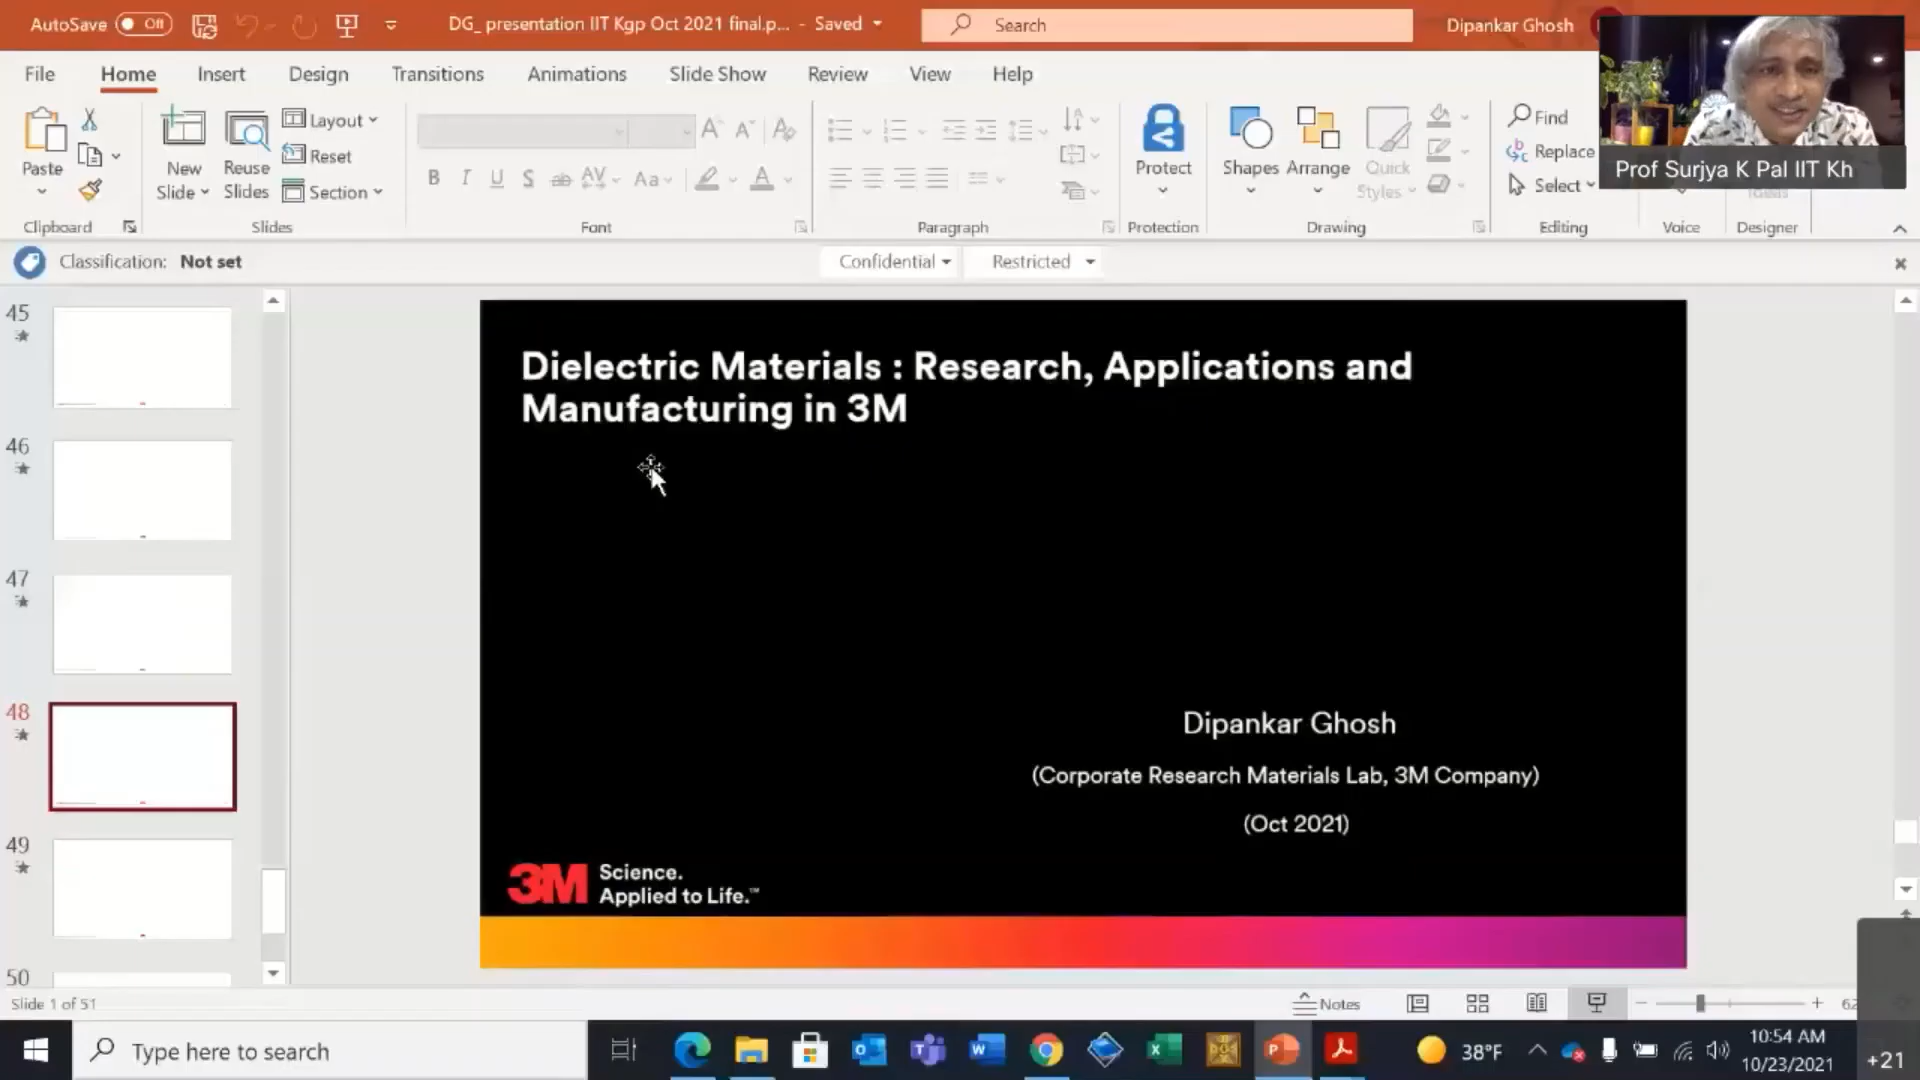 AutoSave Off
DG_ presentation IIT Kgp Oct 2021 final.p... - Saved
Search
Dipankar Ghosh
File Home Insert Design Transitions Animations Slide Show Review View Help
Paste
Clipboard
New Slide
Reuse Slides
Layout
Reset
Section
Slides
B I U S ab AV Aa A
Font
Paragraph
Protect
Protection
Shapes
Arrange
Quick Styles
Drawing
Find
Replace
Select
Editing
Voice
Designer
Prof Surjya K Pal IIT Kh
Classification: Not set
Confidential
Restricted
45
46
47
48
49
50
Dielectric Materials : Research, Applications and
Manufacturing in 3M
Dipankar Ghosh
(Corporate Research Materials Lab, 3M Company)
(Oct 2021)
3M Science.
Applied to Life.™
Slide 1 of 51
Notes
Type here to search
38°F
10:54 AM
10/23/2021
+21